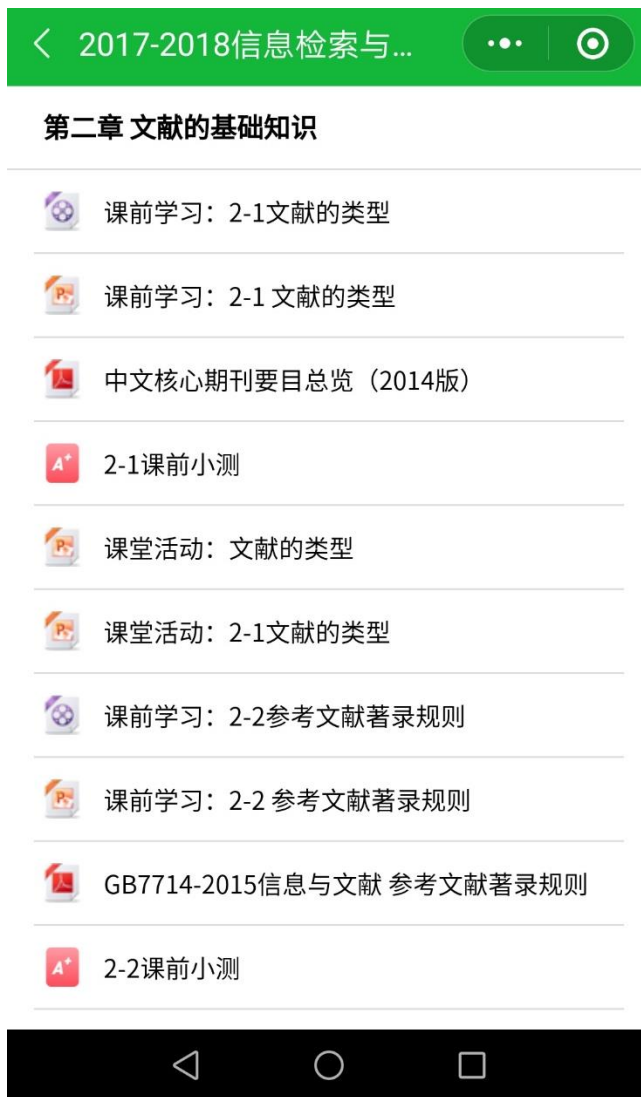 2017-2018信息检索与...
第二章 文献的基础知识
课前学习：2-1文献的类型
课前学习：2-1 文献的类型
中文核心期刊要目总览（2014版）
2-1课前小测
课堂活动：文献的类型
课堂活动：2-1文献的类型
课前学习：2-2参考文献著录规则
课前学习：2-2 参考文献著录规则
GB7714-2015信息与文献 参考文献著录规则
2-2课前小测